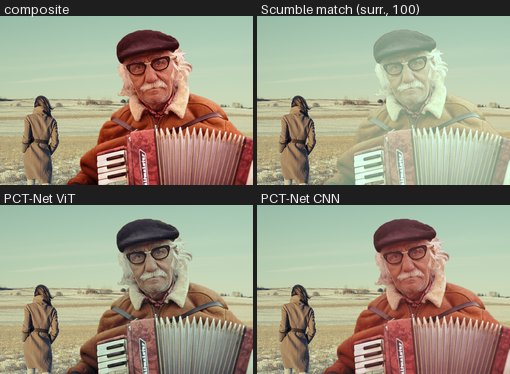 composite
Scumble match (surr., 100)
PCT-Net ViT
PCT-Net CNN